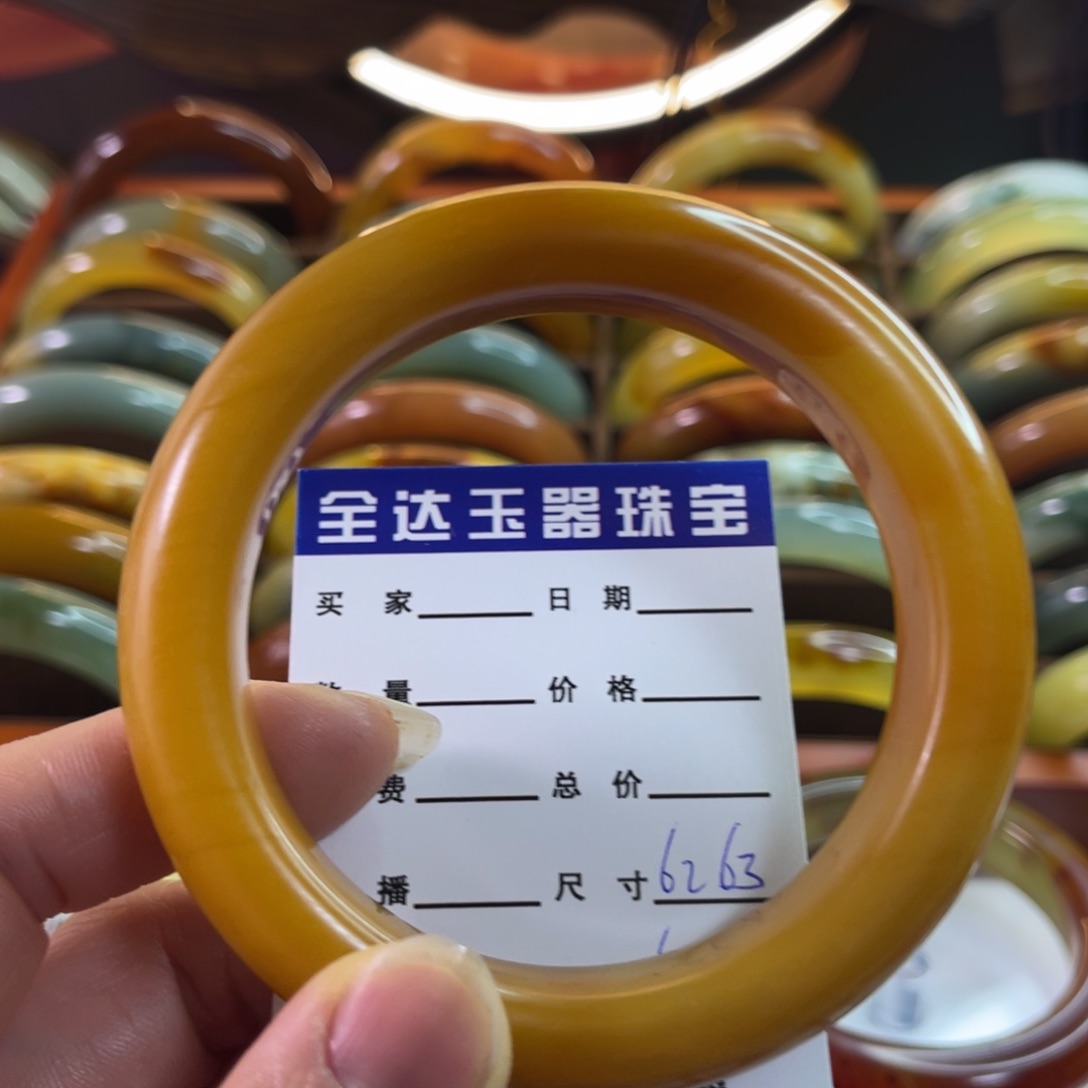 全达玉器珠宝
买 家 日 期
量 价 格
费 总 价
播 尺 寸 62 63